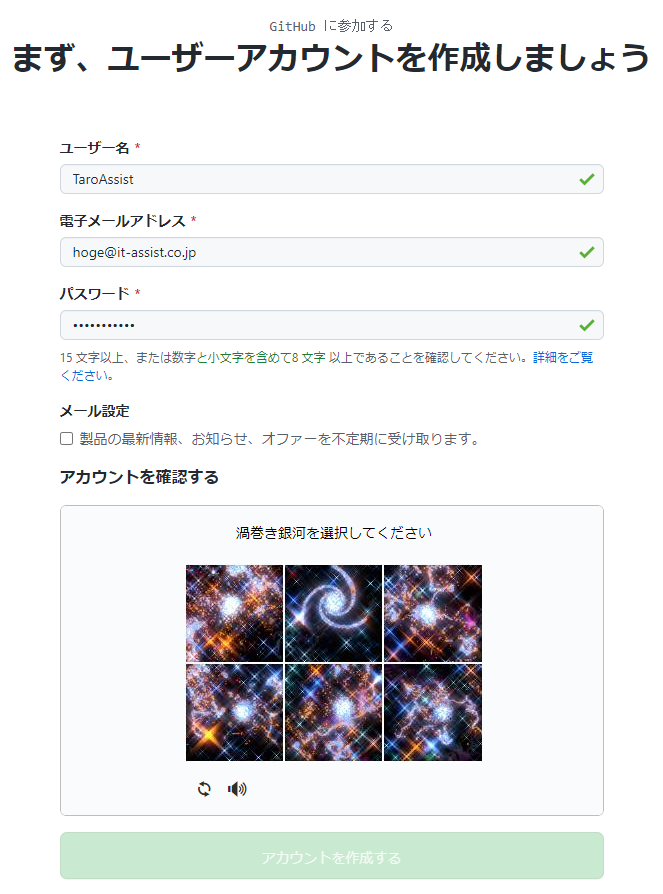 GitHub に参加する
まず、ユーザーアカウントを作成しましょう
ユーザー名 *
TaroAssist
電子メールアドレス *
hoge@it-assist.co.jp
パスワード *
•••••••••••
15 文字以上、または数字と小文字を含めて8 文字 以上であることを確認してください。詳細をご覧
ください。
メール設定
製品の最新情報、お知らせ、オファーを不定期に受け取ります。
アカウントを確認する
渦巻き銀河を選択してください
アカウントを作成する